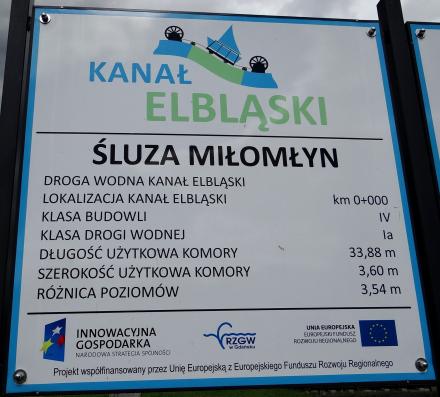 KANAŁ
ELBLĄSKI
ŚLUZA MIŁOMŁYN
DROGA WODNA KANAŁ ELBLĄSKI
LOKALIZACJA KANAŁ ELBLĄSKI km 0+000
KLASA BUDOWLI IV
KLASA DROGI WODNEJ Ia
DŁUGOŚĆ UŻYTKOWA KOMORY 33,88 m
SZEROKOŚĆ UŻYTKOWA KOMORY 3,60 m
RÓŻNICA POZIOMÓW 3,54 m
INNOWACYJNA
GOSPODARKA
NARODOWA STRATEGIA SPÓJNOŚCI
RZGW
w Gdańsku
UNIA EUROPEJSKA
EUROPEJSKI FUNDUSZ
ROZWOJU REGIONALNEGO
Projekt współfinansowany przez Unię Europejską z Europejskiego Funduszu Rozwoju Regionalnego